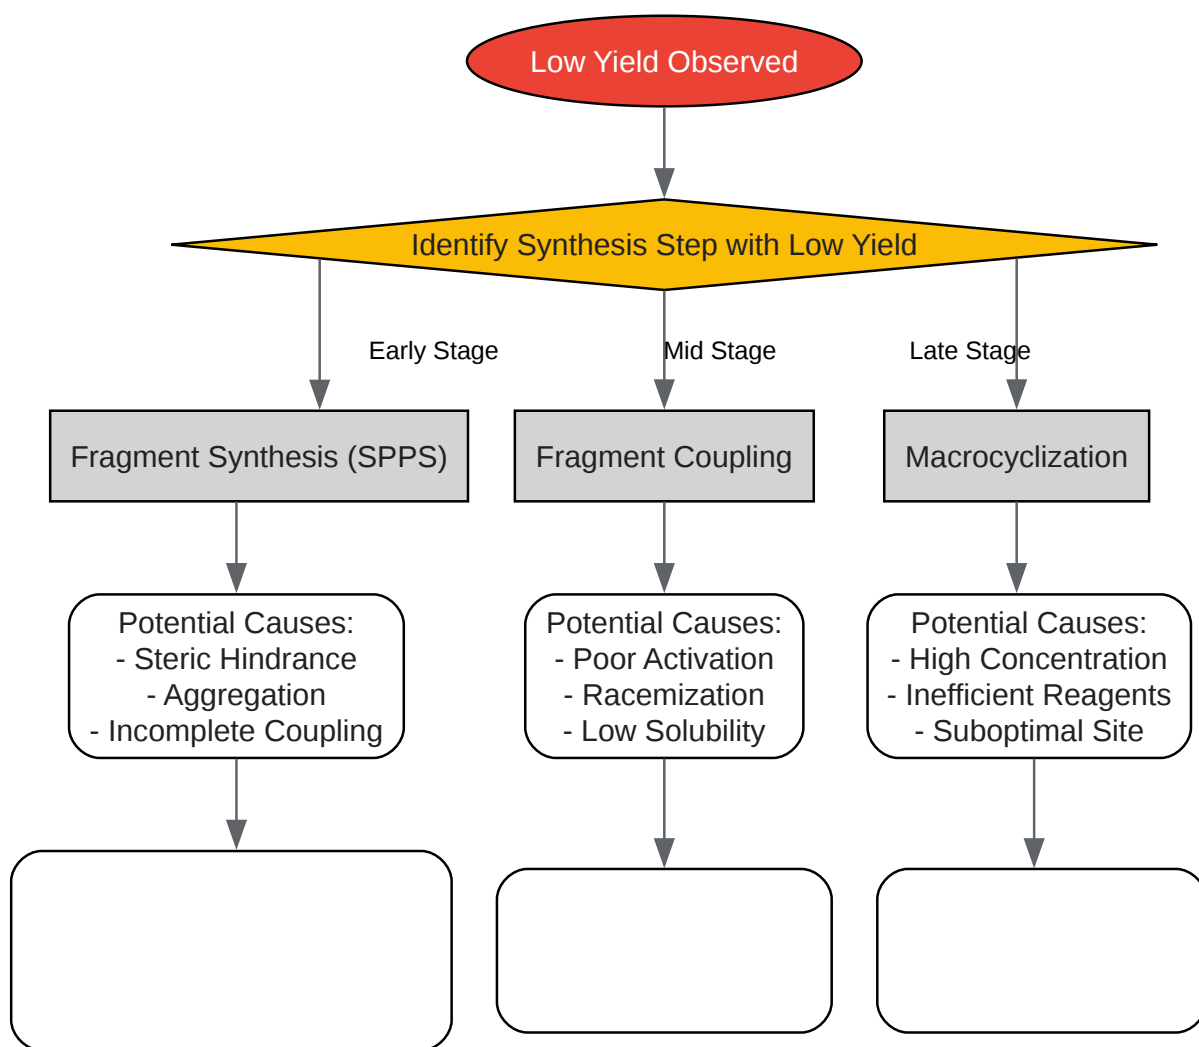 Low Yield Observed
Identify Synthesis Step with Low Yield
Early Stage
Mid Stage
Late Stage
Fragment Synthesis (SPPS)
Fragment Coupling
Macrocyclization
Potential Causes:
- Steric Hindrance
- Aggregation
- Incomplete Coupling
Potential Causes:
- Poor Activation
- Racemization
- Low Solubility
Potential Causes:
- High Concentration
- Inefficient Reagents
- Suboptimal Site